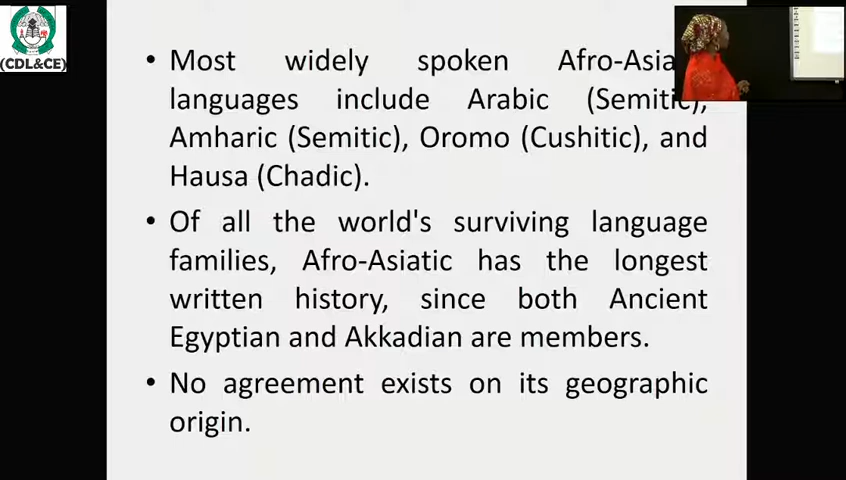 (CDL&CE)
• Most widely spoken Afro-Asia
languages include Arabic (Semitic),
Amharic (Semitic), Oromo (Cushitic), and
Hausa (Chadic).
• Of all the world's surviving language
families, Afro-Asiatic has the longest
written history, since both Ancient
Egyptian and Akkadian are members.
• No agreement exists on its geographic
origin.